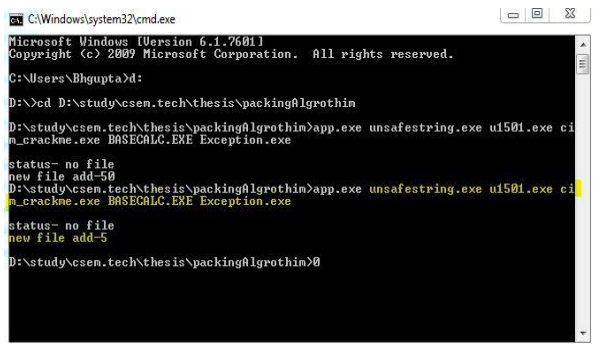 C:\Windows\system32\cmd.exe
Microsoft Windows [Version 6.1.7601]
Copyright (c) 2009 Microsoft Corporation.  All rights reserved.
C:\Users\Bhgupta>d:
D:\>cd D:\study\csem.tech\thesis\packingAlgrothim
D:\study\csem.tech\thesis\packingAlgrothim>app.exe unsafestring.exe u1501.exe ci
m_crackme.exe BASECALC.EXE Exception.exe
status- no file
new file add-50
D:\study\csem.tech\thesis\packingAlgrothim>app.exe unsafestring.exe u1501.exe ci
m_crackme.exe BASECALC.EXE Exception.exe
status- no file
new file add-5
D:\study\csem.tech\thesis\packingAlgrothim>0